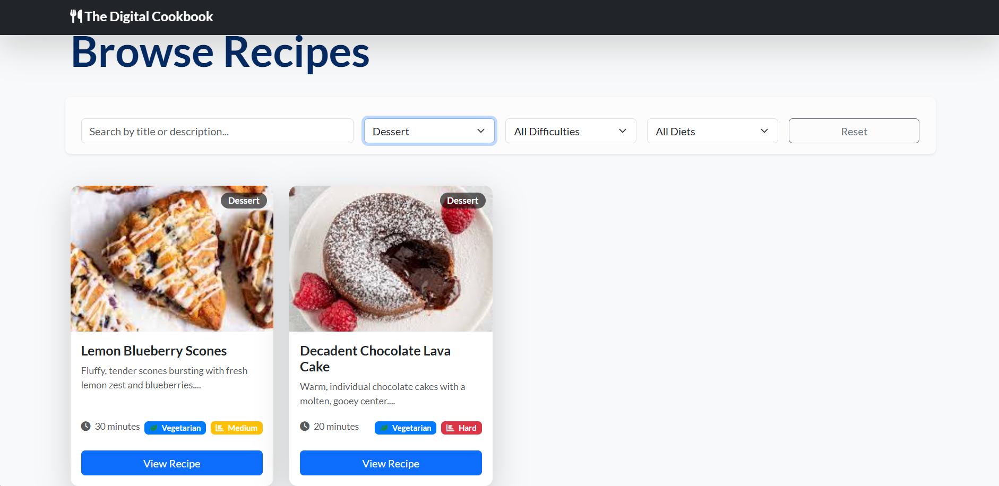 The Digital Cookbook
Browse Recipes
Search by title or description...
Dessert
All Difficulties
All Diets
Reset
Dessert
Lemon Blueberry Scones
Fluffy, tender scones bursting with fresh
lemon zest and blueberries....
30 minutes
Vegetarian
Medium
View Recipe
Dessert
Decadent Chocolate Lava
Cake
Warm, individual chocolate cakes with a
molten, gooey center....
20 minutes
Vegetarian
Hard
View Recipe